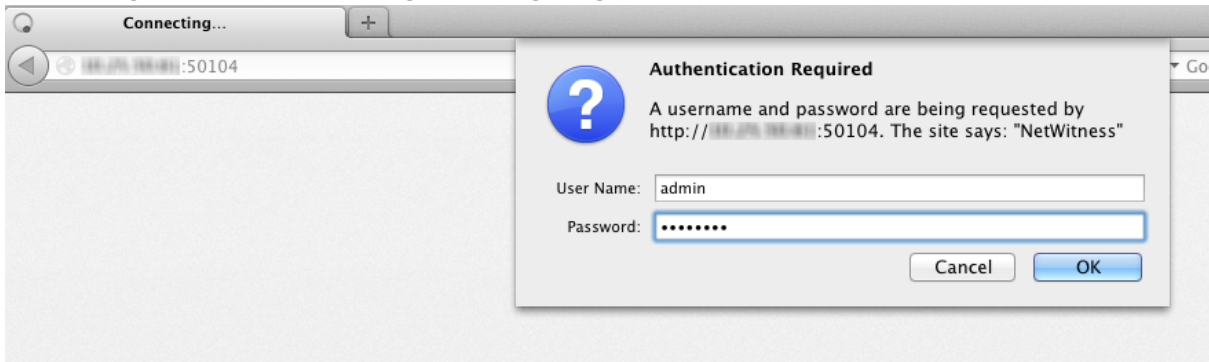 Connecting...
:50104
Go
Authentication Required
A username and password are being requested by
http:// :50104. The site says: "NetWitness"
User Name: admin
Password: ••••••••
Cancel OK